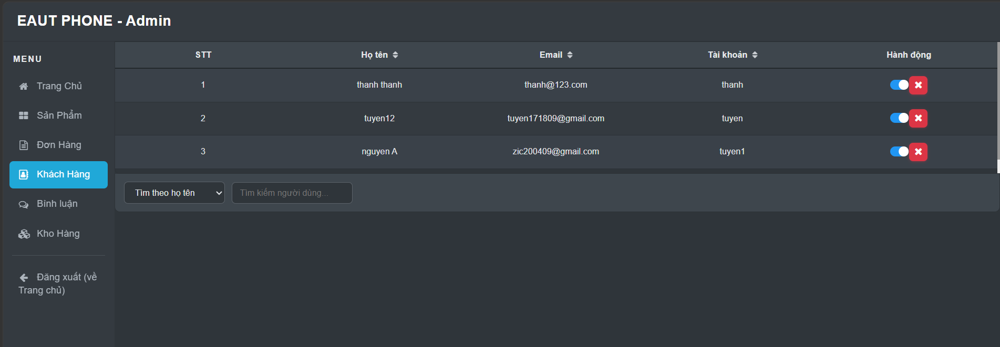 EAUT PHONE - Admin
MENU
Trang Chủ
Sản Phẩm
Đơn Hàng
Khách Hàng
Bình luận
Kho Hàng
Đăng xuất (về
Trang chủ)
STT Họ tên Email Tài khoản Hành động
1 thanh thanh thanh@123.com thanh
2 tuyen12 tuyen171809@gmail.com tuyen
3 nguyen A zic200409@gmail.com tuyen1
Tìm theo họ tên Tìm kiếm người dùng...